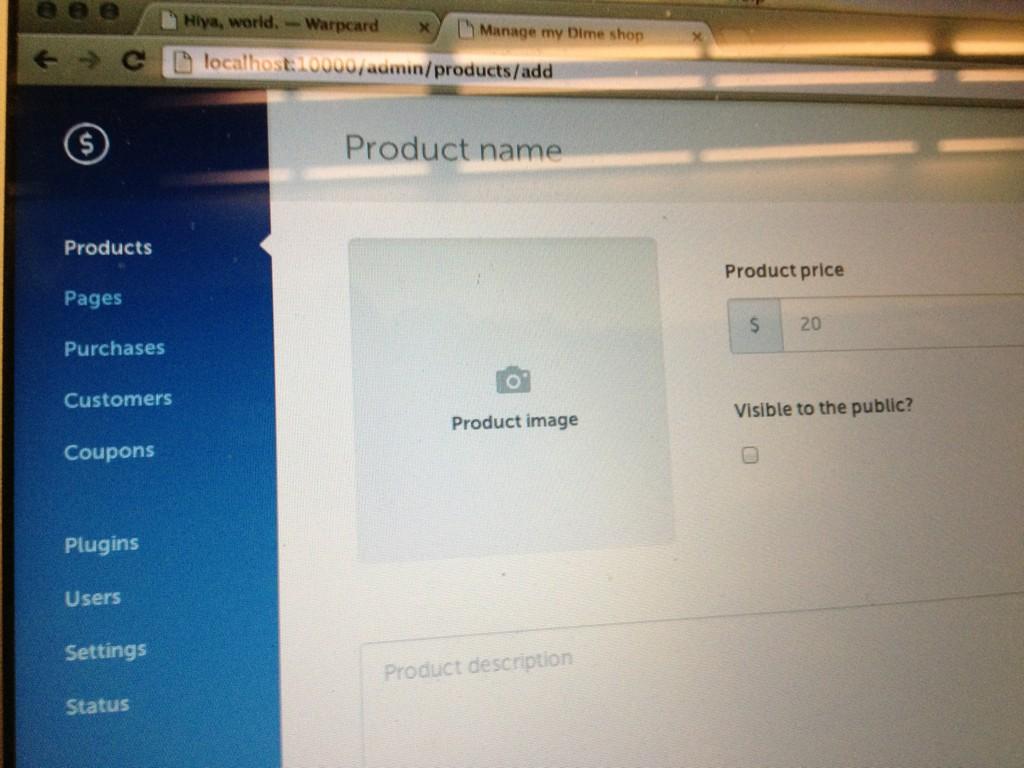 Hiya, world. — Warpcard
Manage my Dime shop
localhost:10000/admin/products/add
$
Product name
Products
Pages
Purchases
Customers
Coupons
Plugins
Users
Settings
Status
Product image
Product price
$ 20
Visible to the public?
Product description